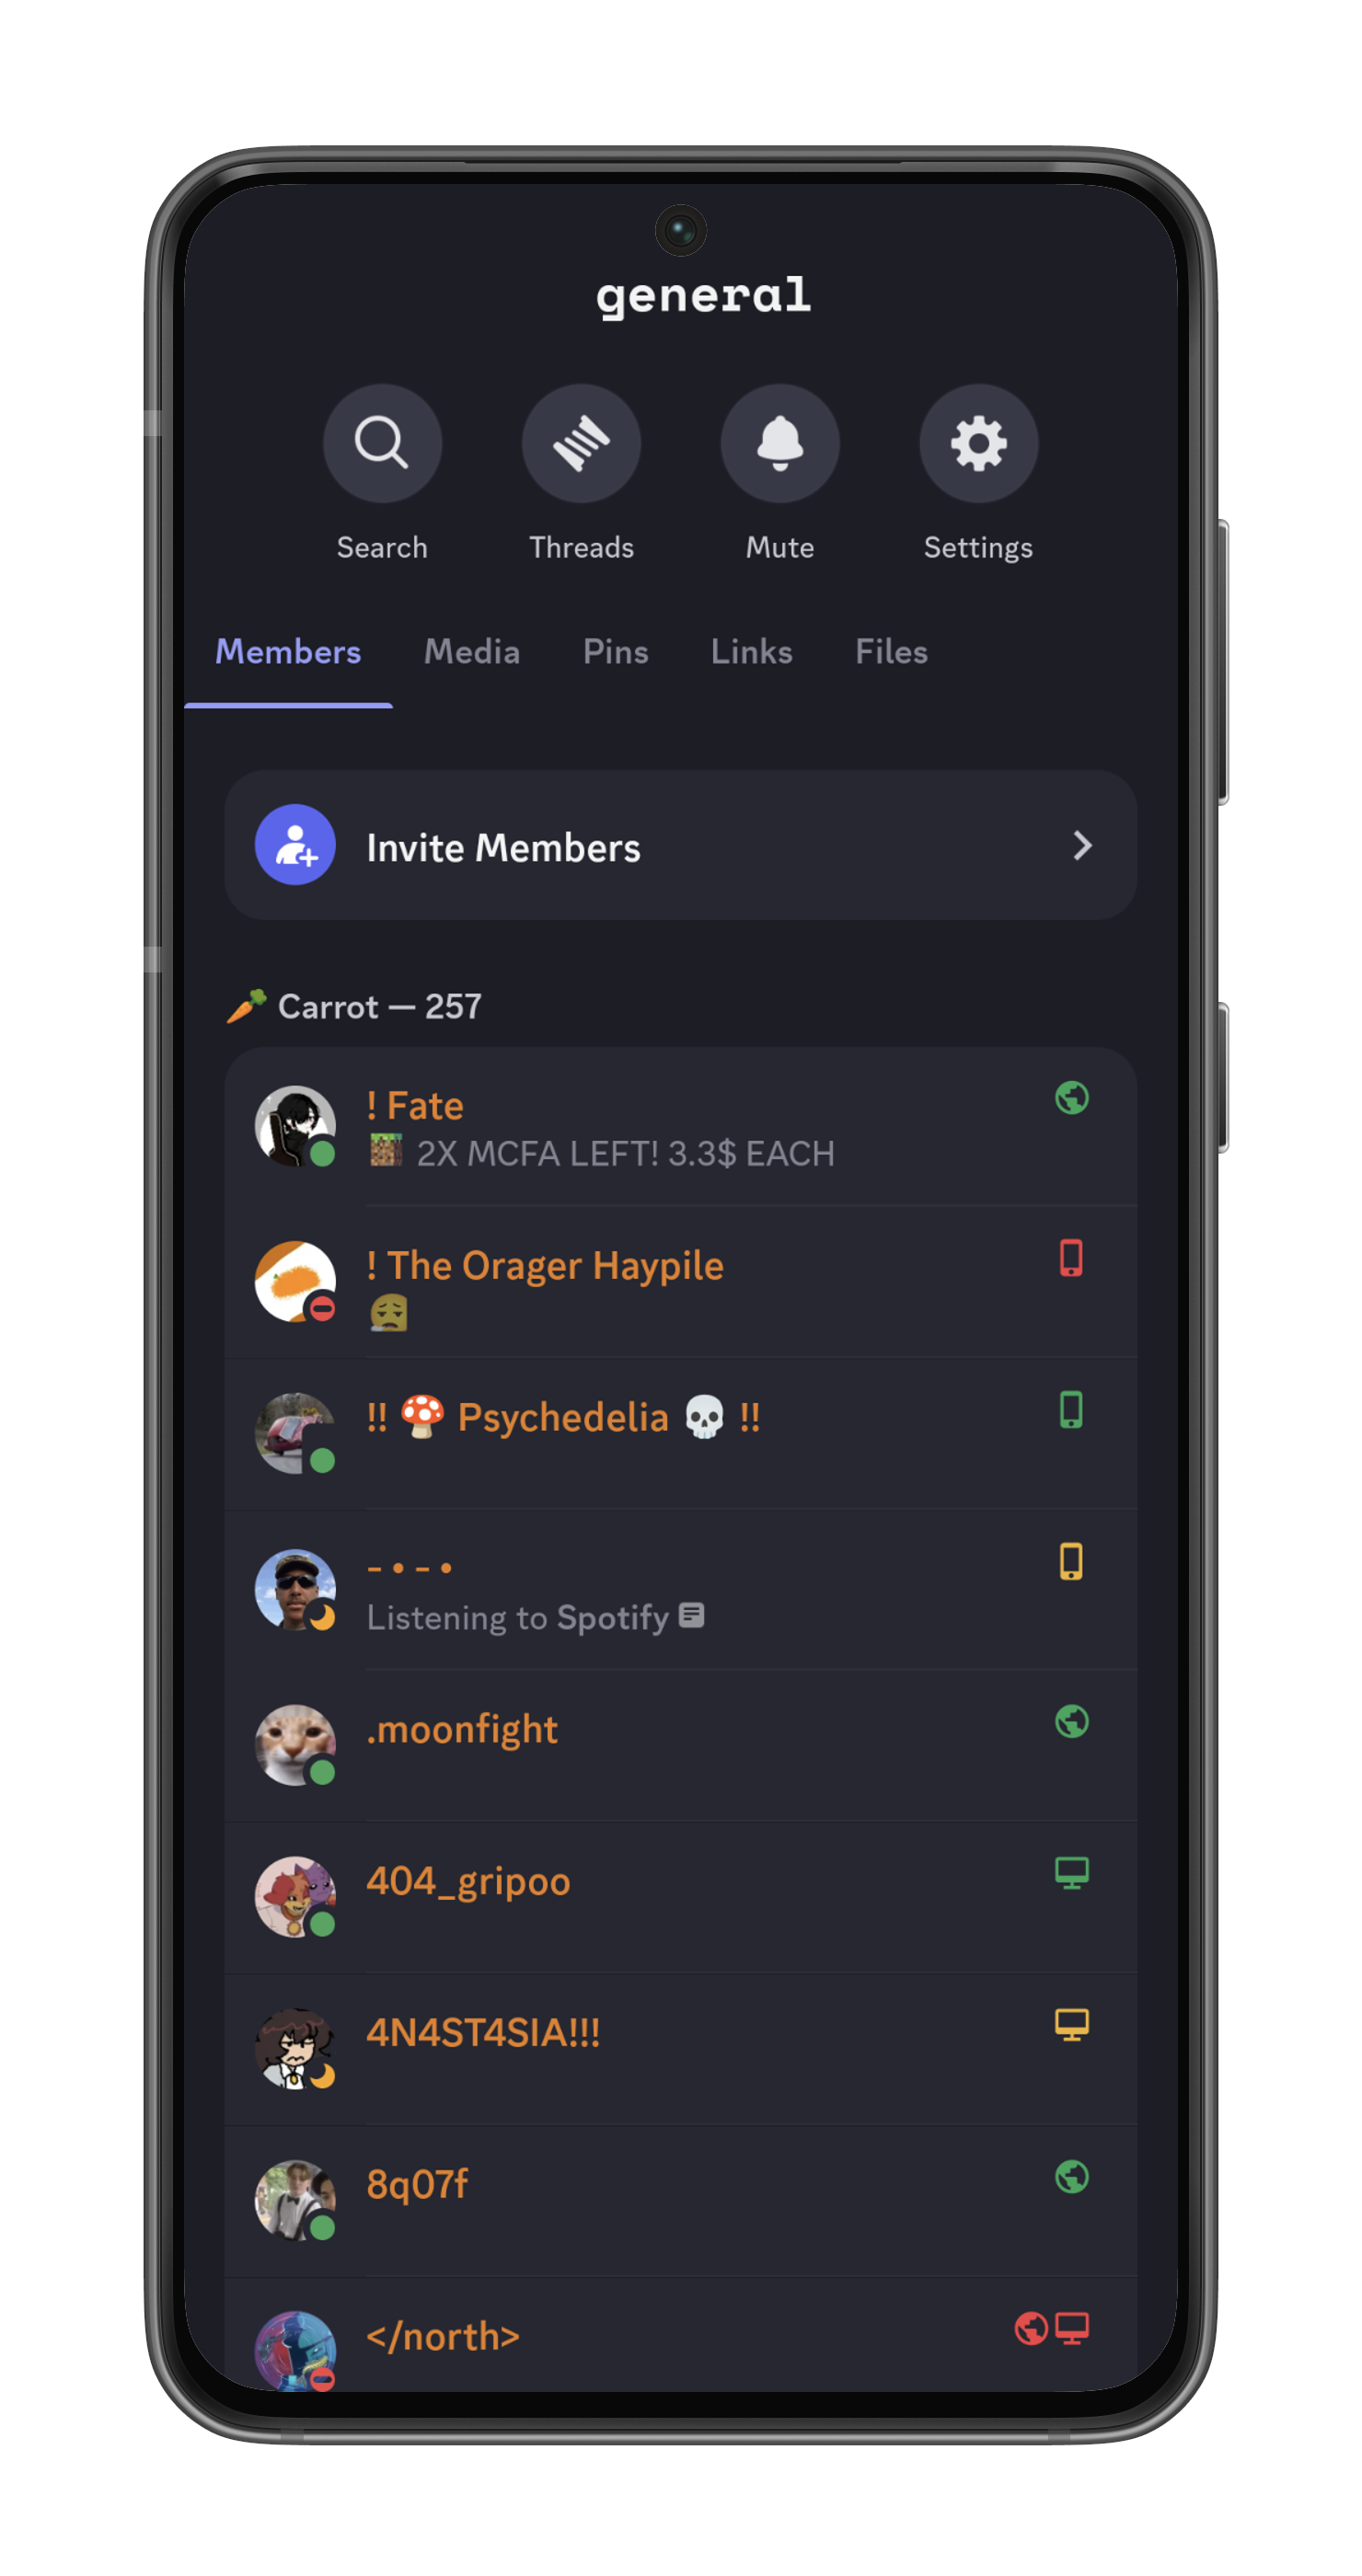 general
Search Threads Mute Settings
Members Media Pins Links Files
Invite Members
🥕 Carrot — 257
! Fate
2X MCFA LEFT! 3.3$ EACH
! The Orager Haypile
😮‍💨
!! 🍄 Psychedelia 💀 !!
- • - •
Listening to Spotify
.moonfight
404_gripoo
4N4ST4SIA!!!
8q07f
</north>